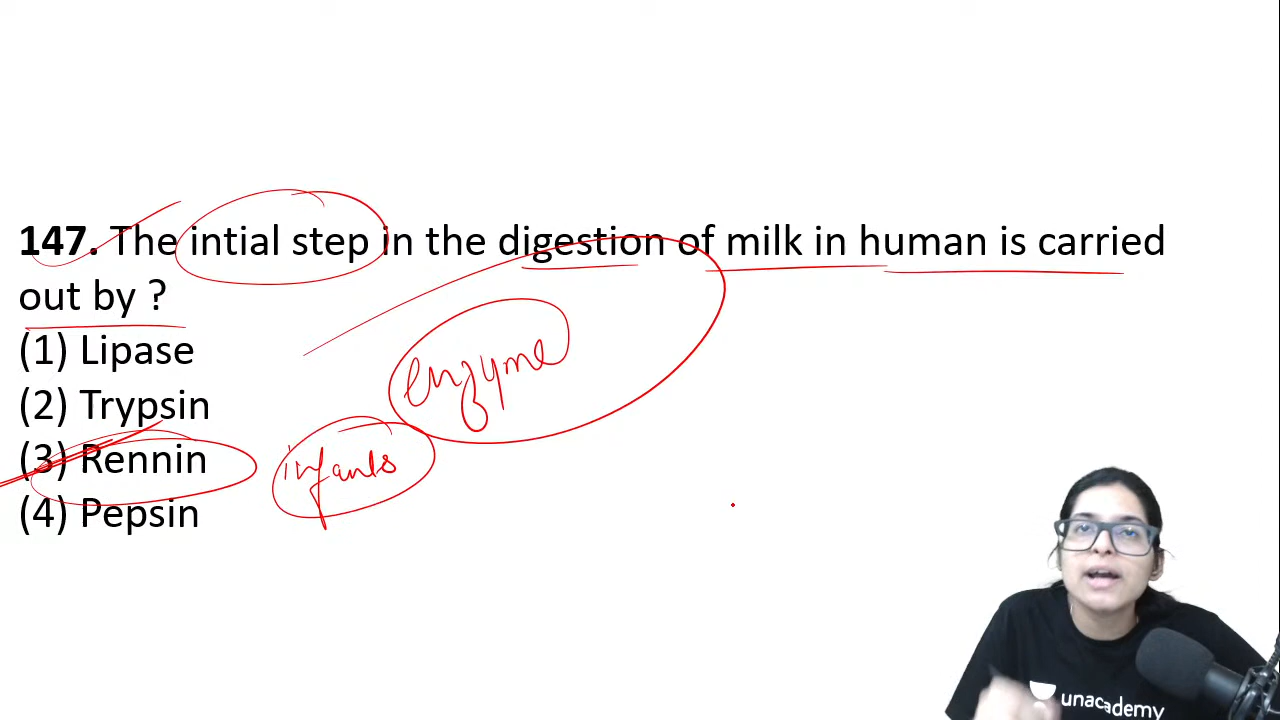 147. The intial step in the digestion of milk in human is carried
out by ?
(1) Lipase
(2) Trypsin
(3) Rennin
(4) Pepsin
enzyme
infants
unacademy